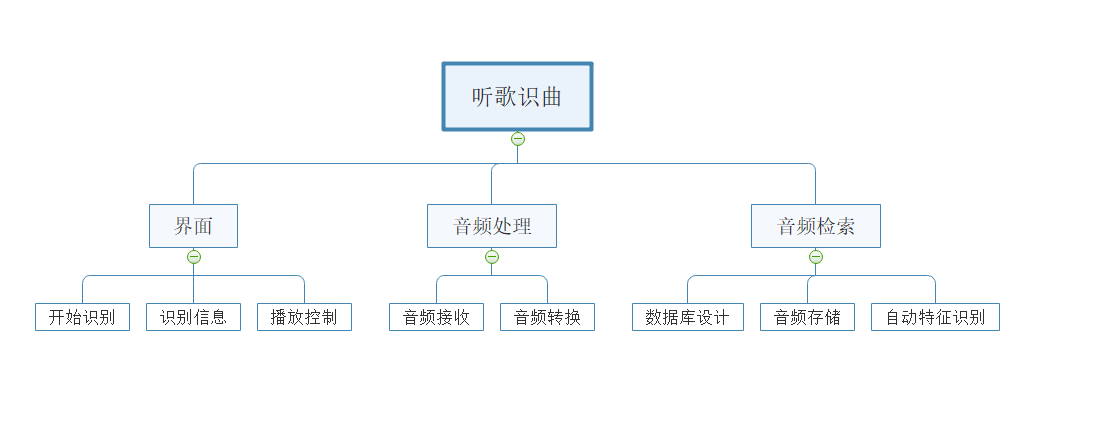 听歌识曲
界面
音频处理
音频检索
开始识别
识别信息
播放控制
音频接收
音频转换
数据库设计
音频存储
自动特征识别